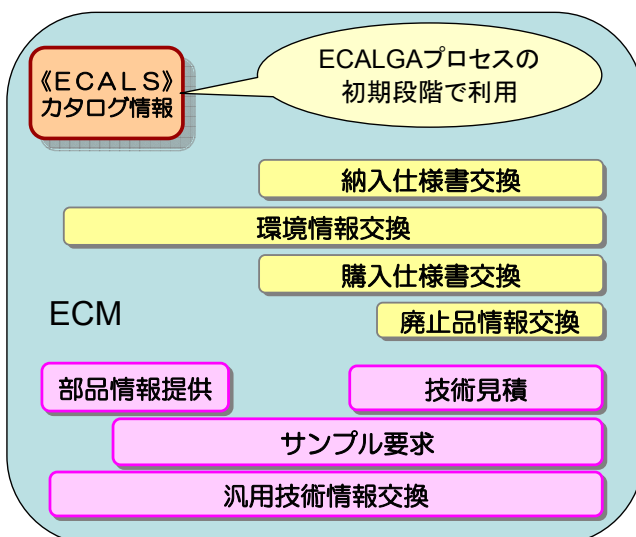 《ＥＣＡＬＳ》
カタログ情報
ECALGAプロセスの
初期段階で利用
納入仕様書交換
環境情報交換
購入仕様書交換
ECM
廃止品情報交換
部品情報提供
技術見積
サンプル要求
汎用技術情報交換